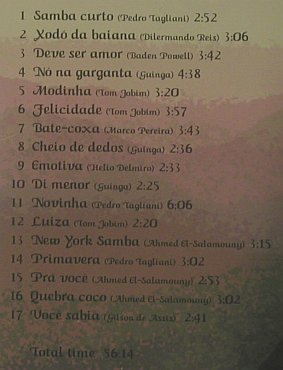 1 Samba curto (Pedro Tagliani) 2:52
2 Xodó da baiana (Dilermando Reis) 3:06
3 Deve ser amor (Baden Powell) 3:42
4 Nó na garganta (Guinga) 4:38
5 Modinha (Tom Jobim) 3:20
6 Felicidade (Tom Jobim) 3:57
7 Bate-coxa (Marco Pereira) 3:43
8 Cheio de dedos (Guinga) 2:36
9 Emotiva (Helio Delmiro) 2:33
10 Di menor (Guinga) 2:25
11 Novinha (Pedro Tagliani) 6:06
12 Luiza (Tom Jobim) 2:20
13 New York Samba (Ahmed El-Salamouny) 3:15
14 Primavera (Pedro Tagliani) 3:02
15 Prá você (Ahmed El-Salamouny) 2:53
16 Quebra coco (Ahmed El-Salamouny) 3:02
17 Você sabia (Gilson de Assis) 2:41
Total time 56:14